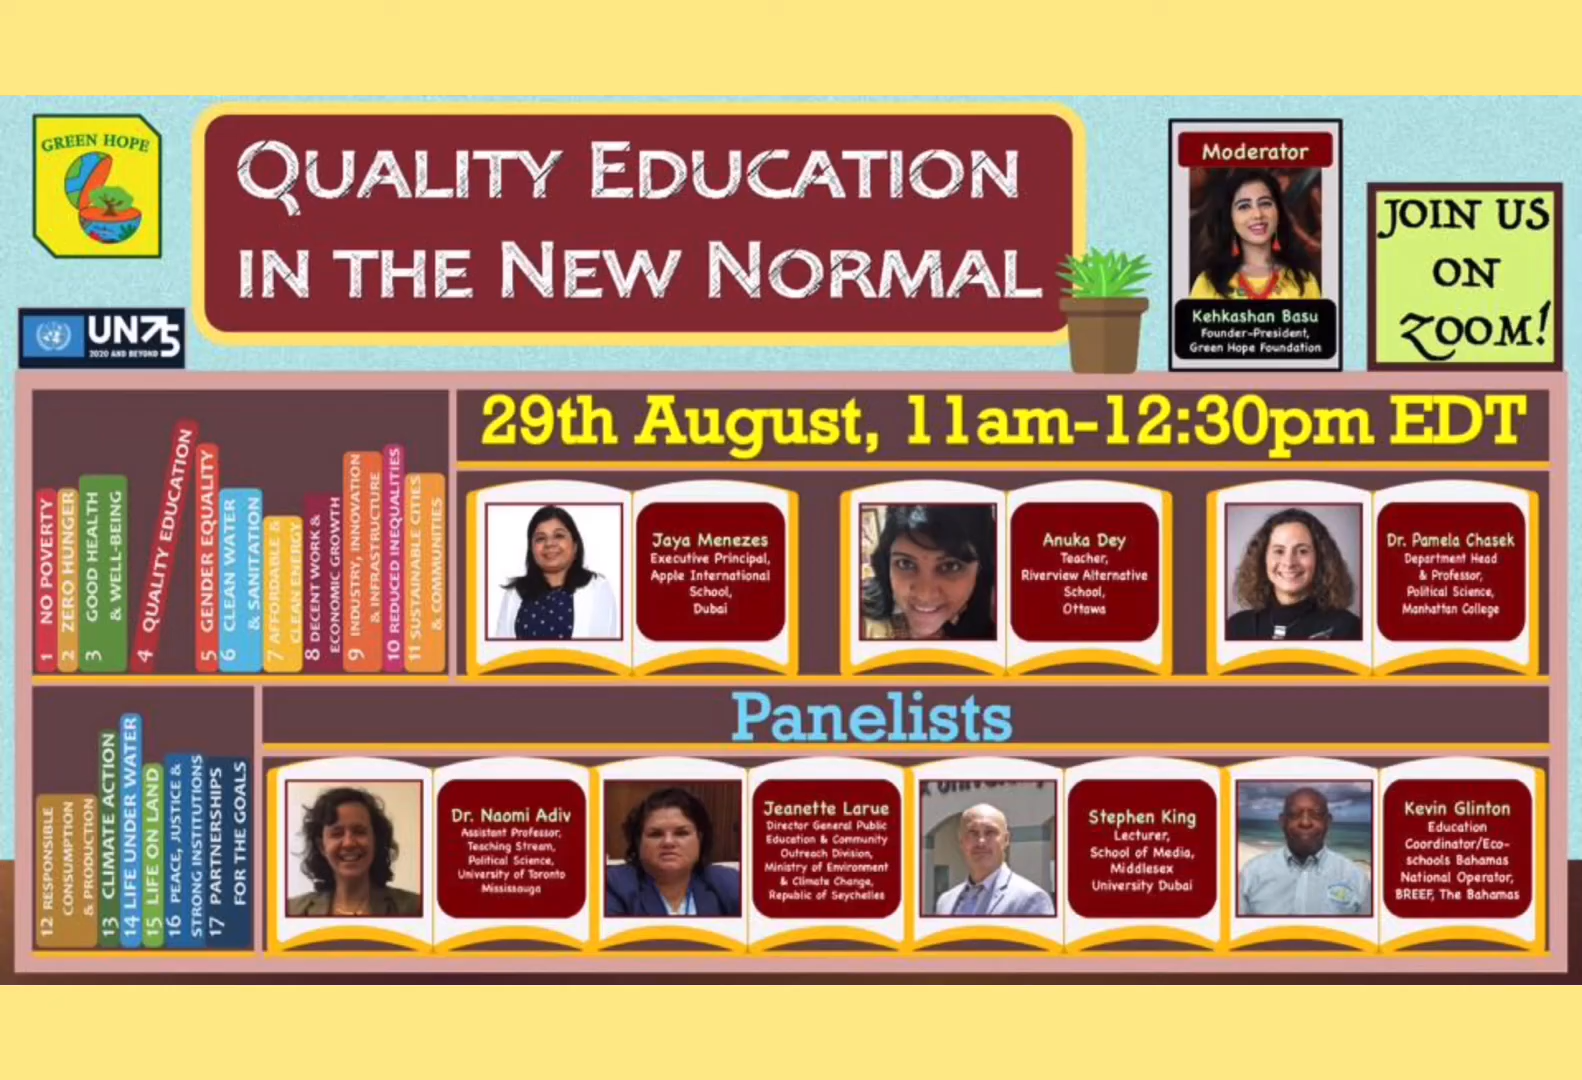 GREEN HOPE
QUALITY EDUCATION
IN THE NEW NORMAL
UN75
2020 AND BEYOND
Moderator
Kehkashan Basu
Founder-President,
Green Hope Foundation
JOIN US
ON
ZOOM!
29th August, 11am-12:30pm EDT
1 NO POVERTY
2 ZERO HUNGER
3 GOOD HEALTH
& WELL-BEING
4 QUALITY EDUCATION
5 GENDER EQUALITY
6 CLEAN WATER
& SANITATION
7 AFFORDABLE &
CLEAN ENERGY
8 DECENT WORK &
ECONOMIC GROWTH
9 INDUSTRY, INNOVATION
& INFRASTRUCTURE
10 REDUCED INEQUALITIES
11 SUSTAINABLE CITIES
& COMMUNITIES
Jaya Menezes
Executive Principal,
Apple International
School,
Dubai
Anuka Dey
Teacher,
Riverview Alternative
School,
Ottawa
Dr. Pamela Chasek
Department Head
& Professor,
Political Science,
Manhattan College
Panelists
12 RESPONSIBLE
CONSUMPTION
& PRODUCTION
13 CLIMATE ACTION
14 LIFE UNDER WATER
15 LIFE ON LAND
16 PEACE, JUSTICE &
STRONG INSTITUTIONS
17 PARTNERSHIPS
FOR THE GOALS
Dr. Naomi Adiv
Assistant Professor,
Teaching Stream,
Political Science,
University of Toronto
Mississauga
Jeanette Larue
Director General Public
Education & Community
Outreach Division,
Ministry of Environment
& Climate Change,
Republic of Seychelles
Stephen King
Lecturer,
School of Media,
Middlesex
University Dubai
Kevin Glinton
Education
Coordinator/Eco-
schools Bahamas
National Operator,
BREEF, The Bahamas